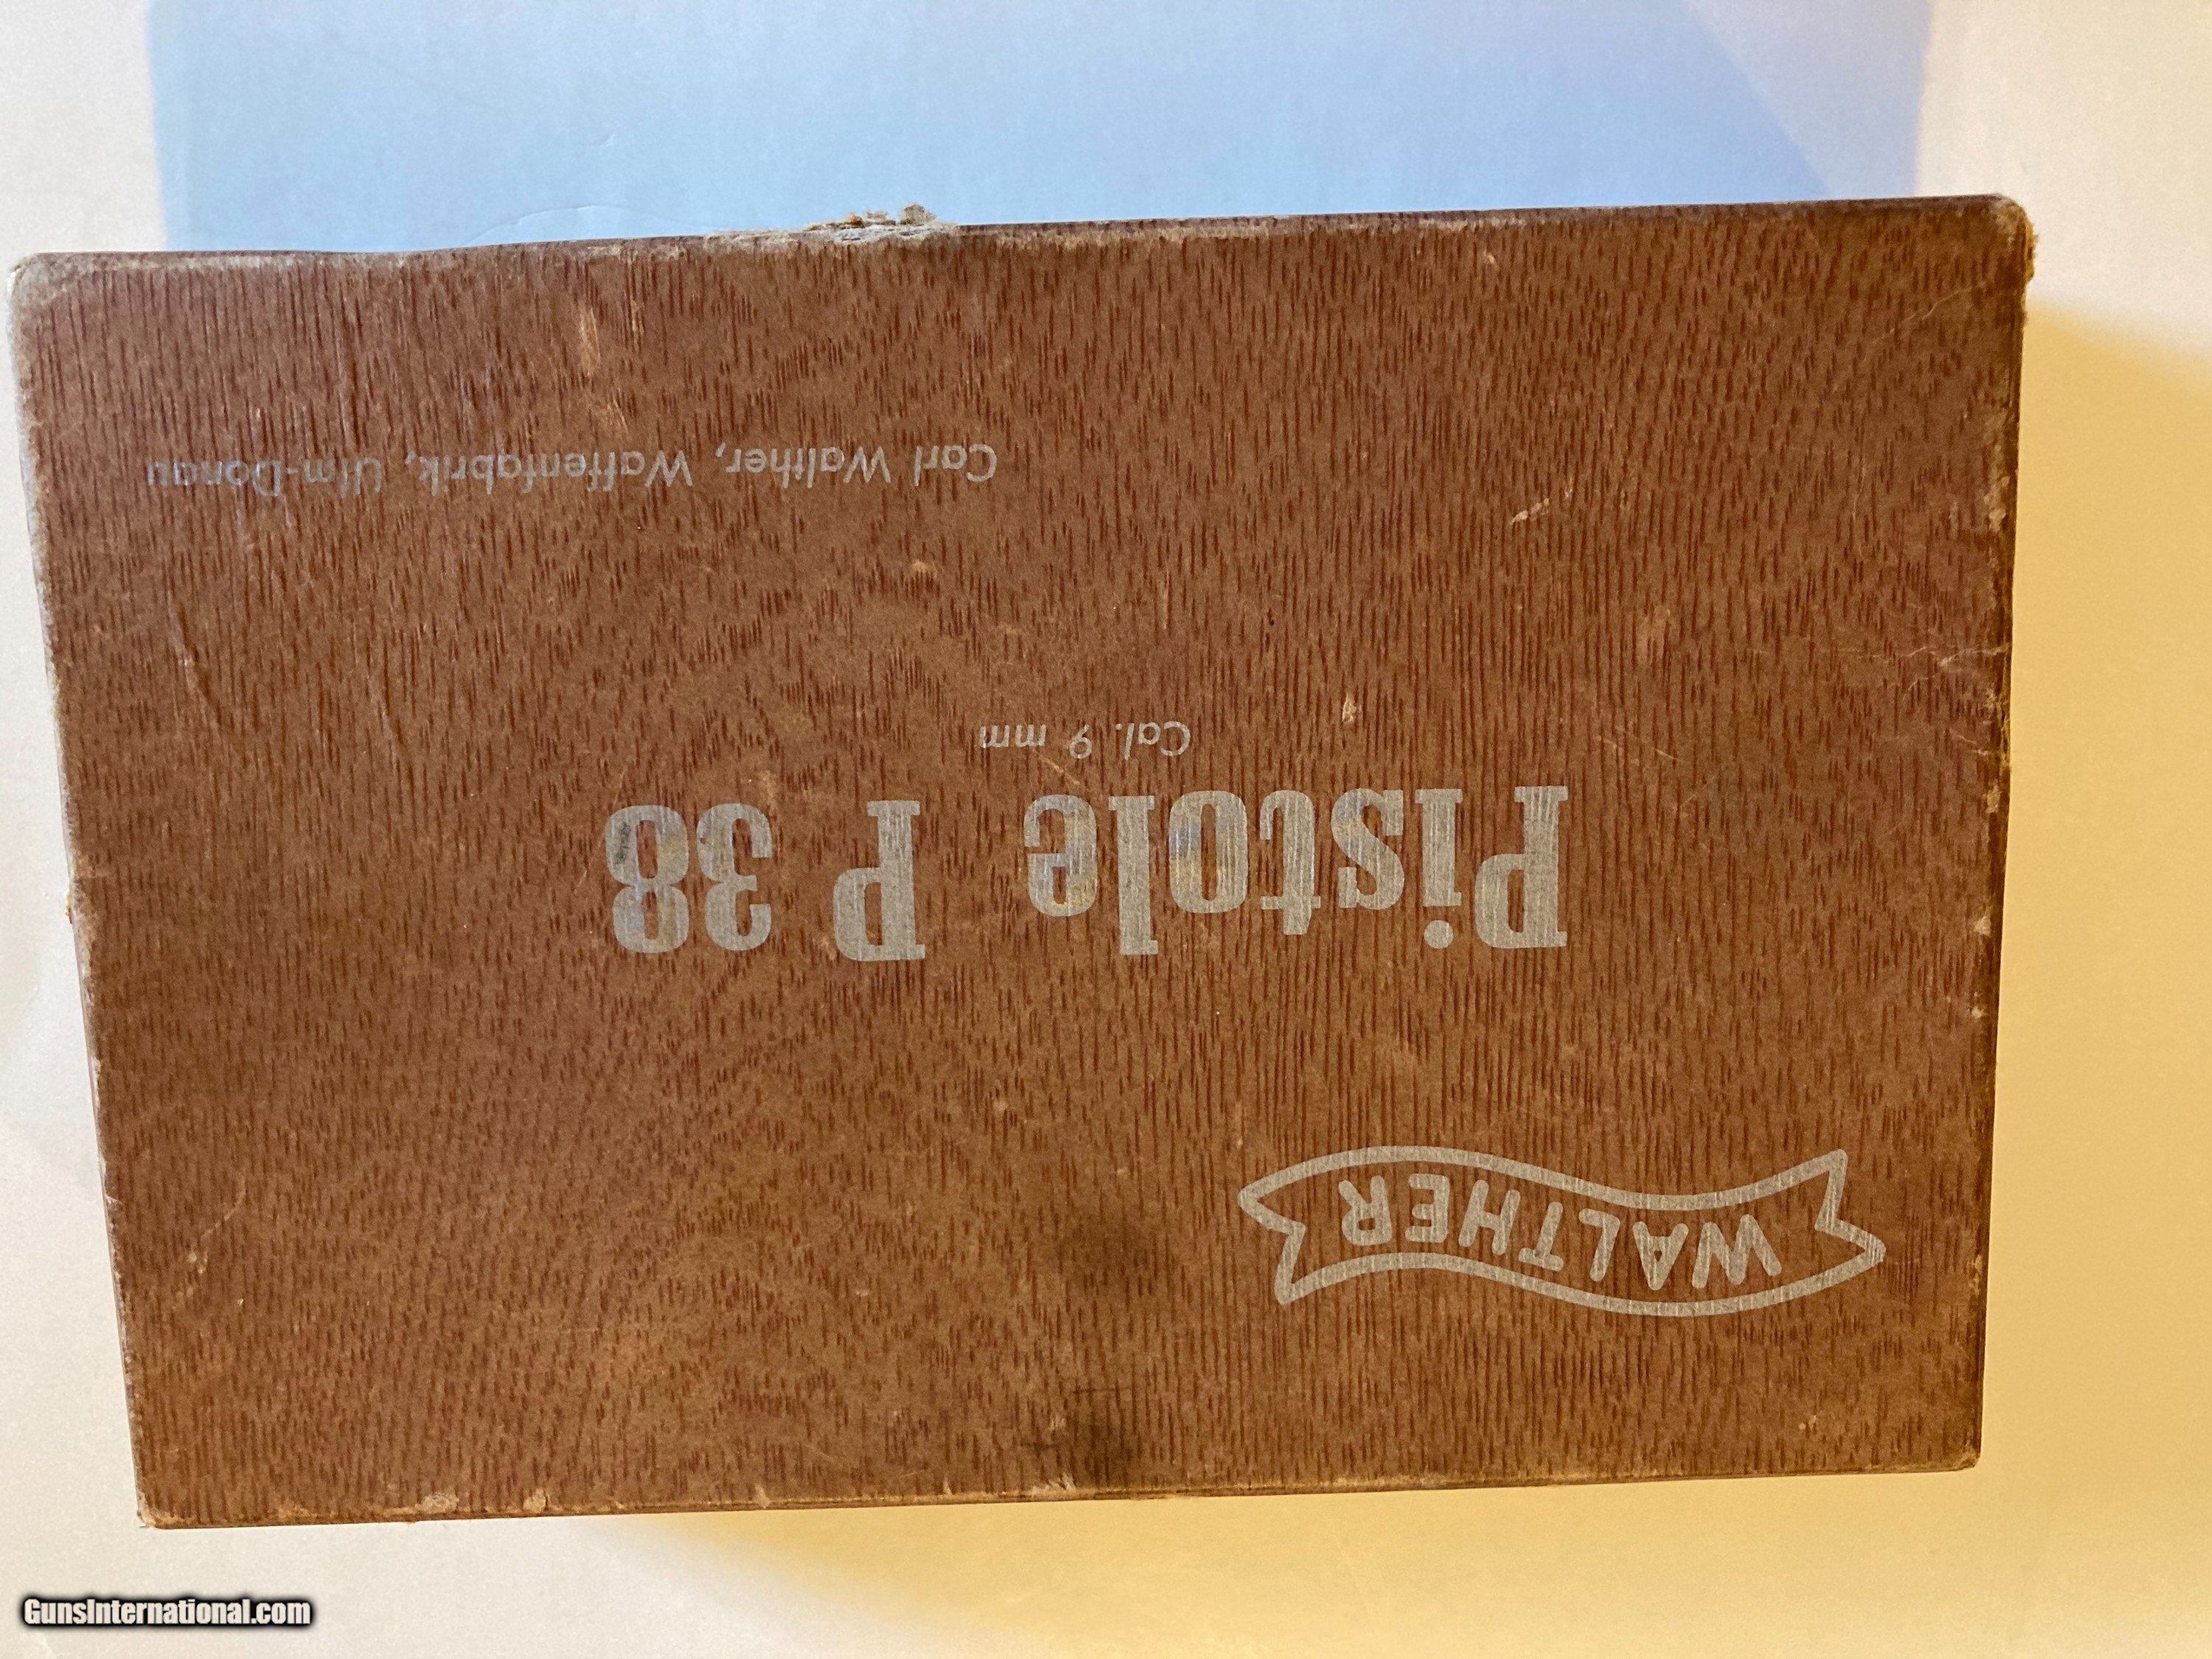 WALTHER
Pistole P 38
Cal. 9 mm
Carl Walther, Waffenfabrik, Ulm-Donau
GunsInternational.com